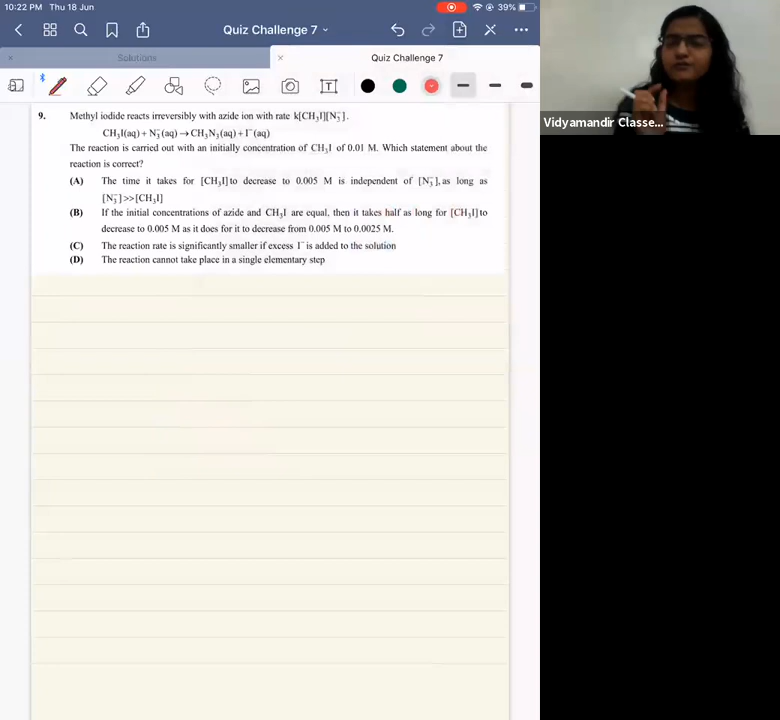 10:22 PM Thu 18 Jun
39%
Quiz Challenge 7
Solutions
Quiz Challenge 7
9. Methyl iodide reacts irreversibly with azide ion with rate k[CH₃I][N₃⁻].
CH₃I(aq) + N₃⁻(aq) → CH₃N₃(aq) + I⁻(aq)
The reaction is carried out with an initially concentration of CH₃I of 0.01 M. Which statement about the
reaction is correct?
(A) The time it takes for [CH₃I] to decrease to 0.005 M is independent of [N₃⁻], as long as
[N₃⁻] >> [CH₃I]
(B) If the initial concentrations of azide and CH₃I are equal, then it takes half as long for [CH₃I] to
decrease to 0.005 M as it does for it to decrease from 0.005 M to 0.0025 M.
(C) The reaction rate is significantly smaller if excess I⁻ is added to the solution
(D) The reaction cannot take place in a single elementary step
Vidyamandir Classe...